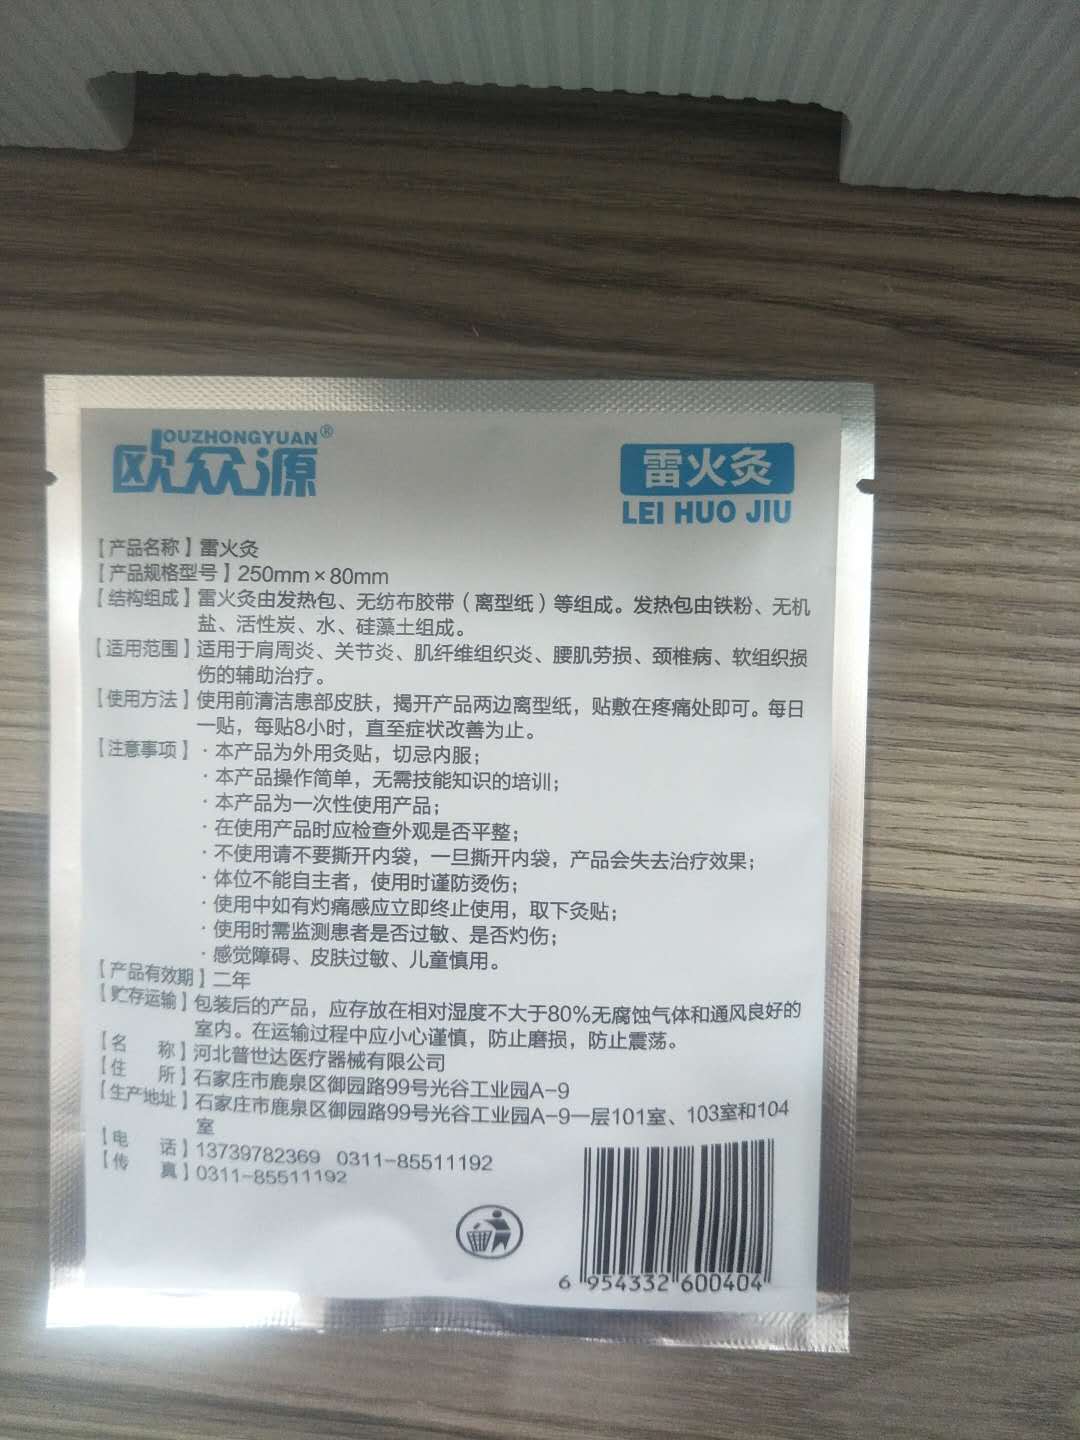 OUZHONGYUAN®
欧众源
雷火灸
LEI HUO JIU
【产品名称】雷火灸
【产品规格型号】250mm×80mm
【结构组成】雷火灸由发热包、无纺布胶带（离型纸）等组成。发热包由铁粉、无机
盐、活性炭、水、硅藻土组成。
【适用范围】适用于肩周炎、关节炎、肌纤维组织炎、腰肌劳损、颈椎病、软组织损
伤的辅助治疗。
【使用方法】使用前清洁患部皮肤，揭开产品两边离型纸，贴敷在疼痛处即可。每日
一贴，每贴8小时，直至症状改善为止。
【注意事项】·本产品为外用灸贴，切忌内服；
·本产品操作简单，无需技能知识的培训；
·本产品为一次性使用产品；
·在使用产品时应检查外观是否平整；
·不使用请不要撕开内袋，一旦撕开内袋，产品会失去治疗效果；
·体位不能自主者，使用时谨防烫伤；
·使用中如有灼痛感应立即终止使用，取下灸贴；
·使用时需监测患者是否过敏、是否灼伤；
·感觉障碍、皮肤过敏、儿童慎用。
【产品有效期】二年
【贮存运输】包装后的产品，应存放在相对湿度不大于80%无腐蚀气体和通风良好的
室内。在运输过程中应小心谨慎，防止磨损，防止震荡。
【名 称】河北普世达医疗器械有限公司
【住 所】石家庄市鹿泉区御园路99号光谷工业园A-9
【生产地址】石家庄市鹿泉区御园路99号光谷工业园A-9一层101室、103室和104
室
【电 话】13739782369 0311-85511192
【传 真】0311-85511192
6 954332 600404